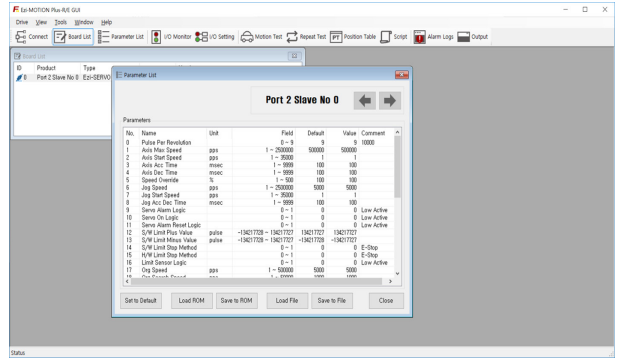 Ezi-MOTION Plus-R/E GUI
Drive View Tools Window Help
Connect Board List Parameter List I/O Monitor I/O Setting Motion Test Repeat Test PT Position Table Script Alarm Logs Output
Board List
ID Product Type
0 Port 2 Slave No 0 Ezi-SERVO
Parameter List
Port 2 Slave No 0
Parameters
No. Name Unit Field Default Value Comment
0 Pulse Per Revolution 0 ~ 9 9 9 10000
1 Axis Max Speed pps 1 ~ 2500000 500000 500000
2 Axis Start Speed pps 1 ~ 35000 1 1
3 Axis Acc Time msec 1 ~ 9999 100 100
4 Axis Dec Time msec 1 ~ 9999 100 100
5 Speed Override % 1 ~ 500 100 100
6 Jog Speed pps 1 ~ 2500000 5000 5000
7 Jog Start Speed pps 1 ~ 35000 1 1
8 Jog Acc Dec Time msec 1 ~ 9999 100 100
9 Servo Alarm Logic 0 ~ 1 0 0 Low Active
10 Servo On Logic 0 ~ 1 0 0 Low Active
11 Servo Alarm Reset Logic 0 ~ 1 0 0 Low Active
12 S/W Limit Plus Value pulse -134217728 ~ 134217727 134217727 134217727
13 S/W Limit Minus Value pulse -134217728 ~ 134217727 -134217728 -134217727
14 S/W Limit Stop Method 0 ~ 1 0 0 E-Stop
15 H/W Limit Stop Method 0 ~ 1 0 0 E-Stop
16 Limit Sensor Logic 0 ~ 1 0 0 Low Active
17 Org Speed pps 1 ~ 500000 5000 5000
18 Org Search Speed pps 1 ~ 50000 1000 1000
Set to Default Load ROM Save to ROM Load File Save to File Close
Status